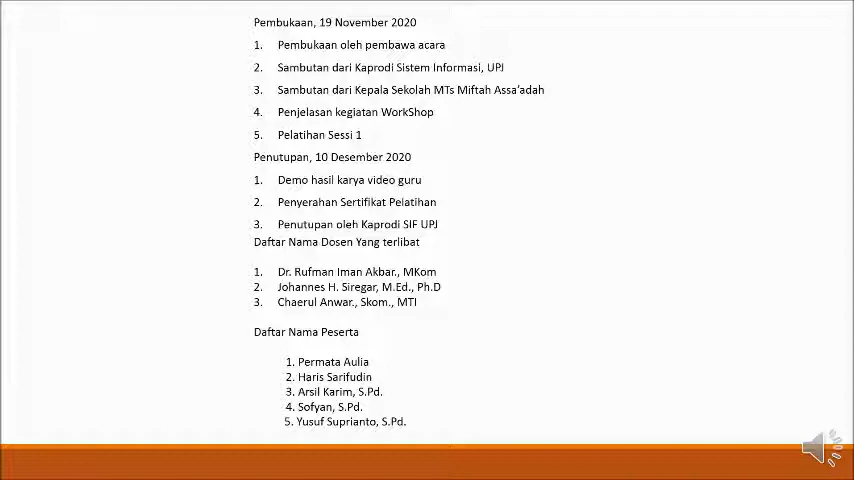 Pembukaan, 19 November 2020
1. Pembukaan oleh pembawa acara
2. Sambutan dari Kaprodi Sistem Informasi, UPJ
3. Sambutan dari Kepala Sekolah MTs Miftah Assa'adah
4. Penjelasan kegiatan WorkShop
5. Pelatihan Sessi 1
Penutupan, 10 Desember 2020
1. Demo hasil karya video guru
2. Penyerahan Sertifikat Pelatihan
3. Penutupan oleh Kaprodi SIF UPJ
Daftar Nama Dosen Yang terlibat
1. Dr. Rufman Iman Akbar., MKom
2. Johannes H. Siregar, M.Ed., Ph.D
3. Chaerul Anwar., Skom., MTI
Daftar Nama Peserta
1. Permata Aulia
2. Haris Sarifudin
3. Arsil Karim, S.Pd.
4. Sofyan, S.Pd.
5. Yusuf Suprianto, S.Pd.